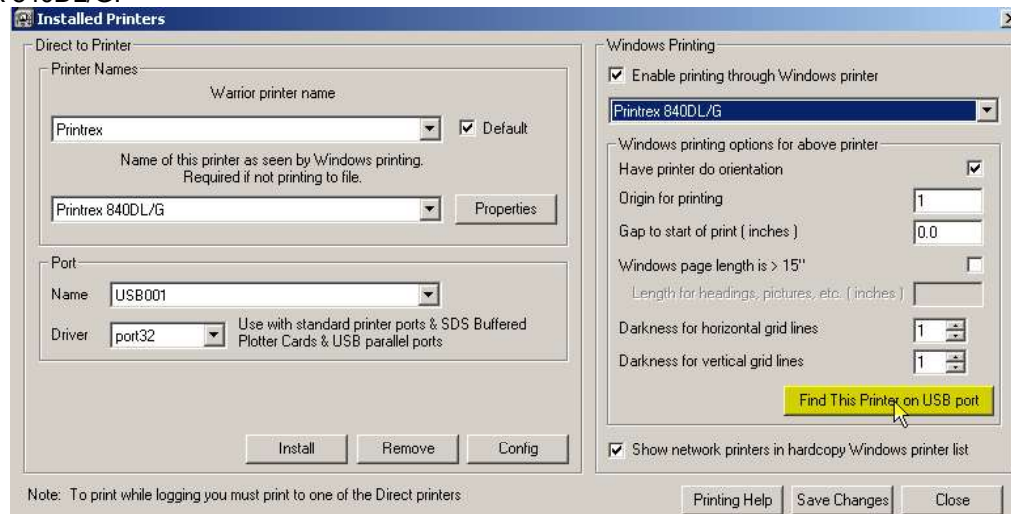 Installed Printers
Direct to Printer
Printer Names
Warrior printer name
Printrex
Default
Name of this printer as seen by Windows printing.
Required if not printing to file.
Printrex 840DL/G
Properties
Port
Name
USB001
Driver
port32
Use with standard printer ports & SDS Buffered
Plotter Cards & USB parallel ports
Install
Remove
Config
Note: To print while logging you must print to one of the Direct printers
Windows Printing
Enable printing through Windows printer
Printrex 840DL/G
Windows printing options for above printer
Have printer do orientation
Origin for printing
1
Gap to start of print ( inches )
0.0
Windows page length is > 15"
Length for headings, pictures, etc. ( inches )
Darkness for horizontal grid lines
1
Darkness for vertical grid lines
1
Find This Printer on USB port
Show network printers in hardcopy Windows printer list
Printing Help
Save Changes
Close